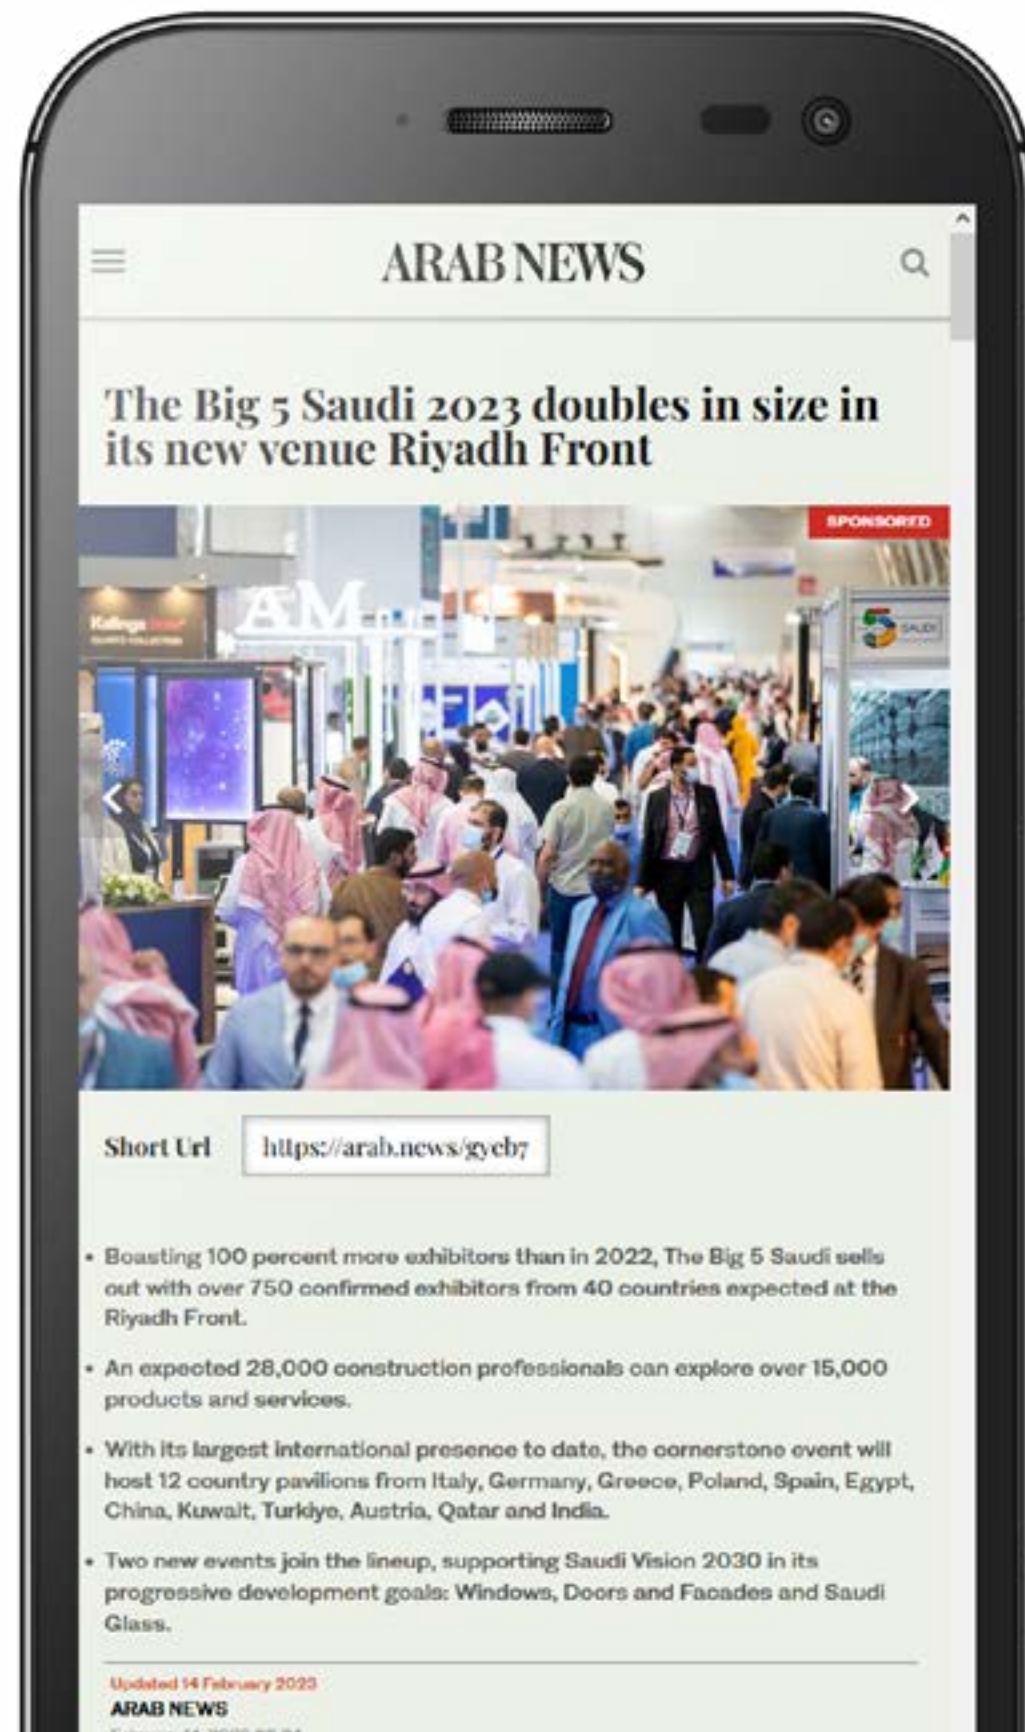 ARAB NEWS
The Big 5 Saudi 2023 doubles in size in
its new venue Riyadh Front
SPONSORED
AM
5 SAUDI
Short Url
https://arab.news/gyeb7
• Boasting 100 percent more exhibitors than in 2022, The Big 5 Saudi sells
out with over 750 confirmed exhibitors from 40 countries expected at the
Riyadh Front.
• An expected 28,000 construction professionals can explore over 15,000
products and services.
• With its largest international presence to date, the cornerstone event will
host 12 country pavilions from Italy, Germany, Greece, Poland, Spain, Egypt,
China, Kuwait, Turkiye, Austria, Qatar and India.
• Two new events join the lineup, supporting Saudi Vision 2030 in its
progressive development goals: Windows, Doors and Facades and Saudi
Glass.
Updated 14 February 2023
ARAB NEWS